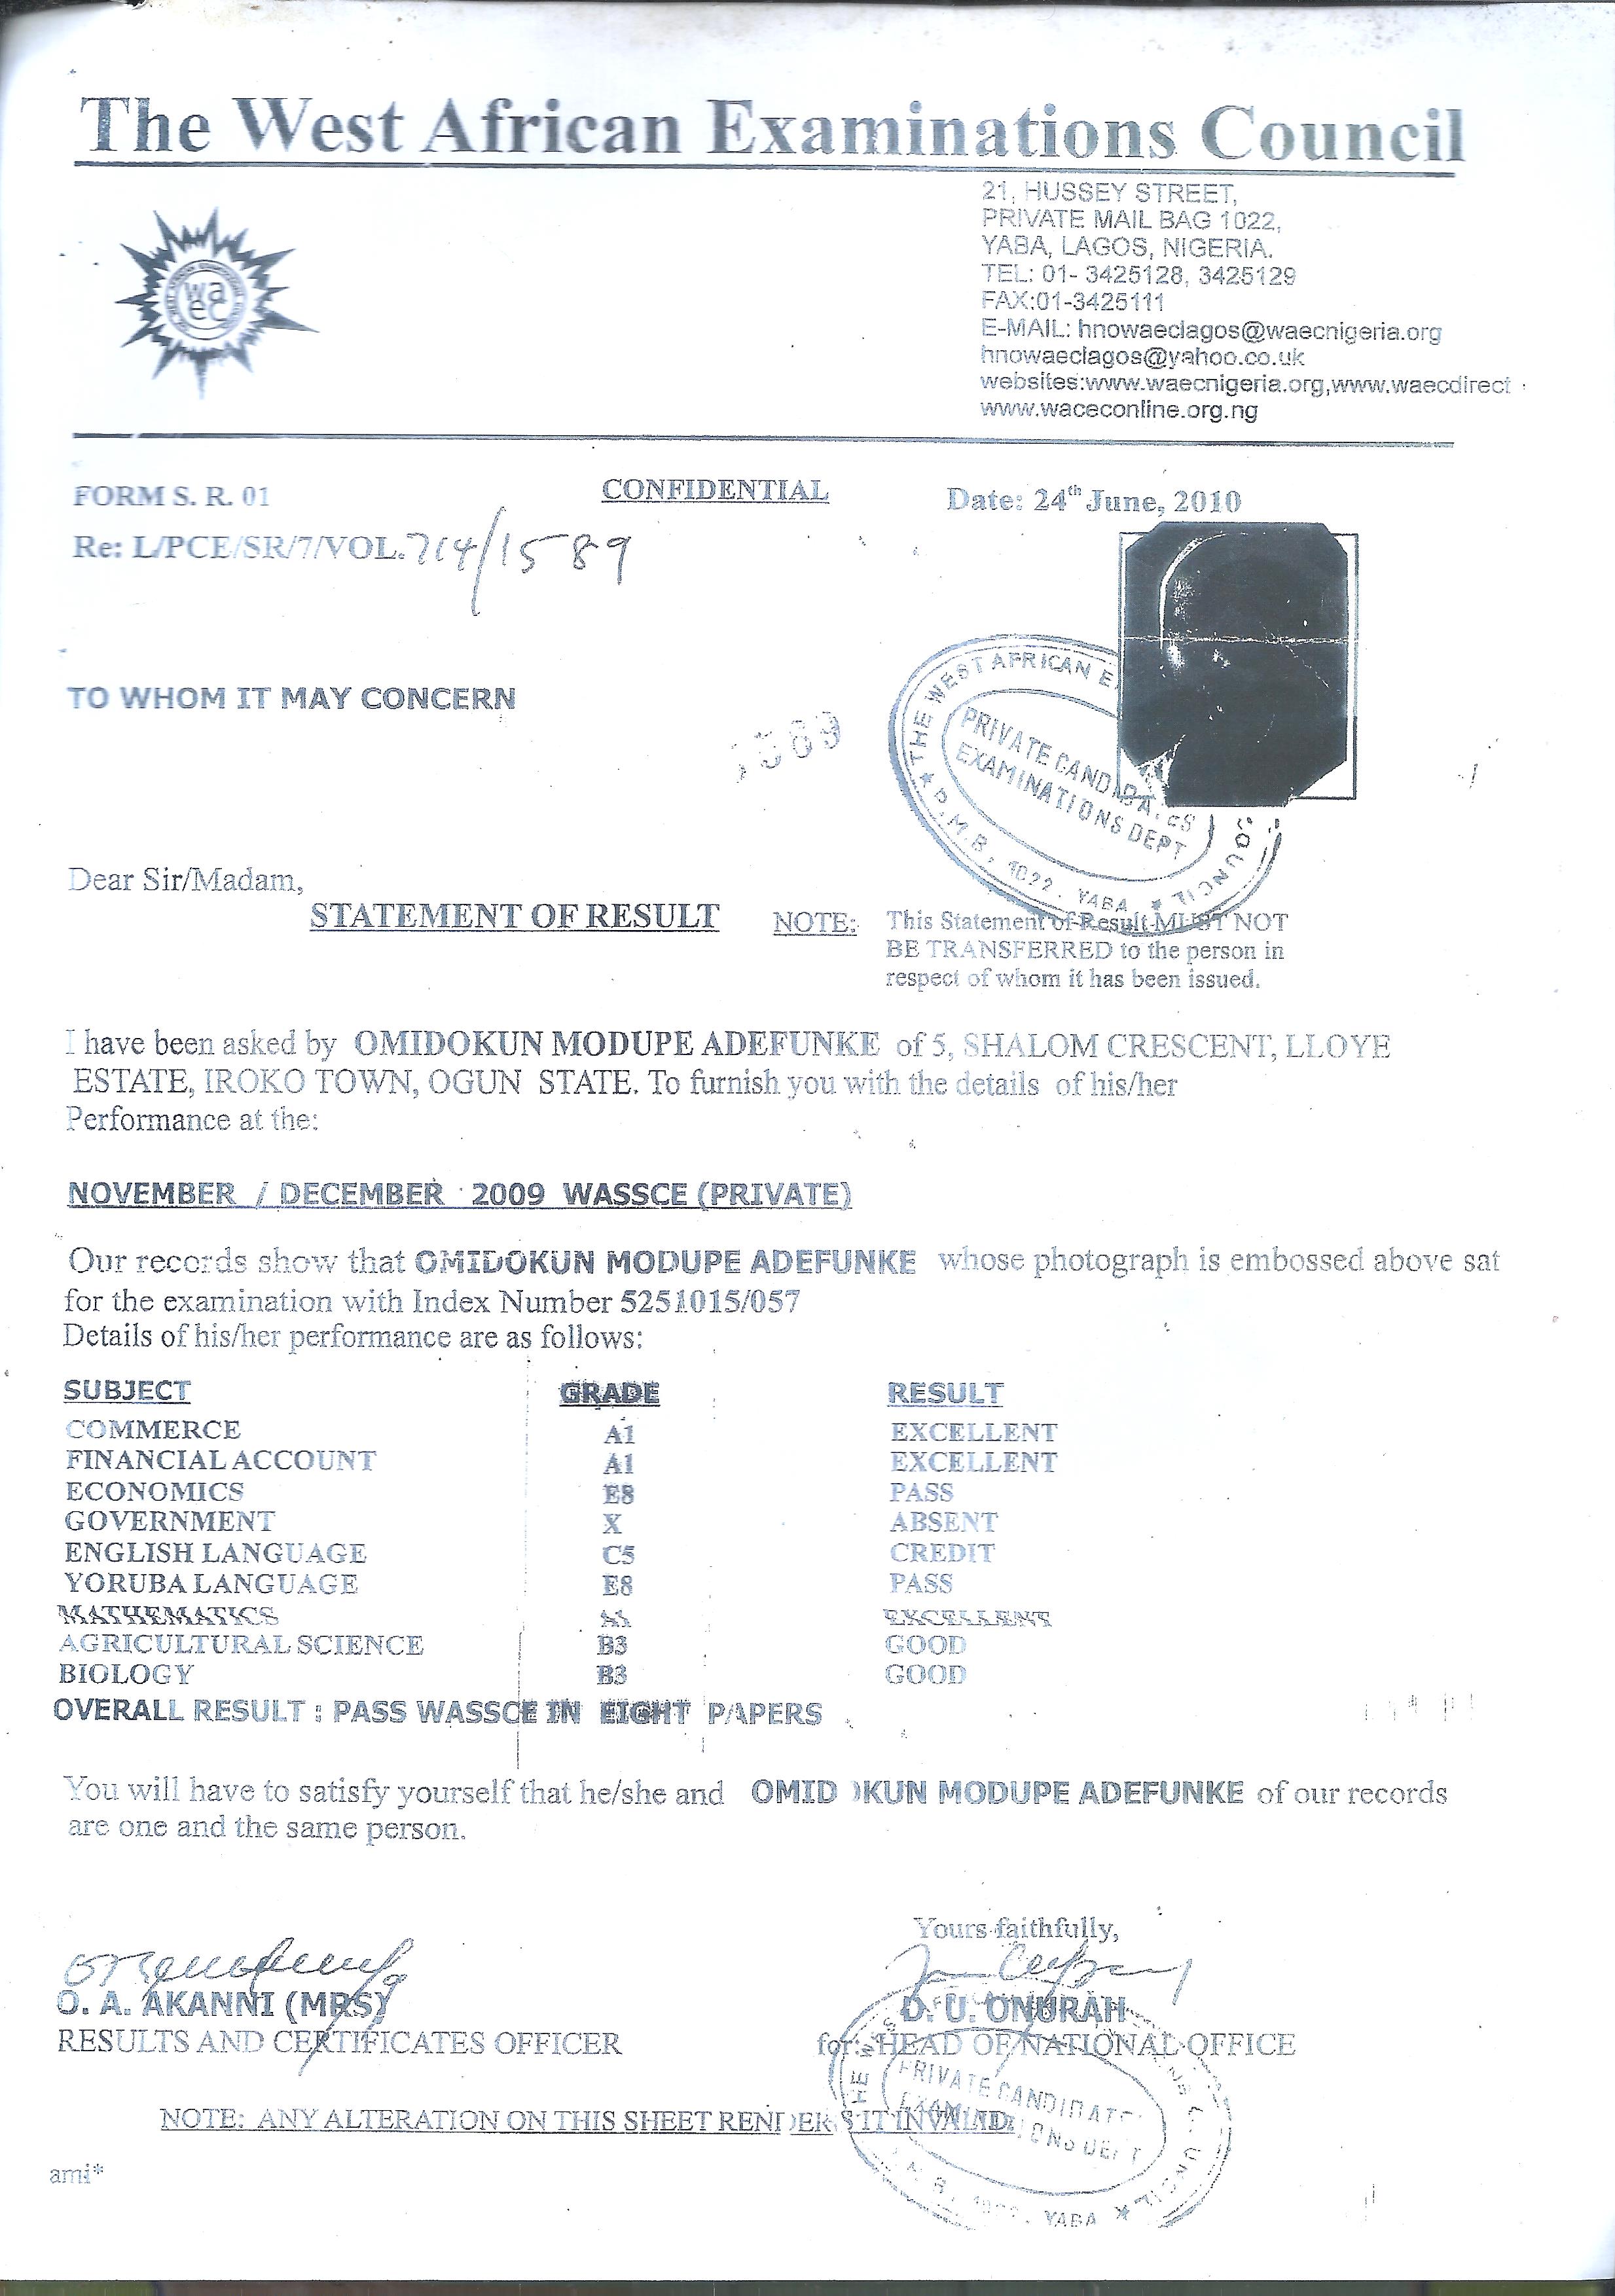 The West African Examinations Council
21, HUSSEY STREET,
PRIVATE MAIL BAG 1022,
YABA, LAGOS, NIGERIA.
TEL: 01- 3425128, 3425129
FAX:01-3425111
E-MAIL: hnowaeclagos@waecnigeria.org
hnowaeclagos@yahoo.co.uk
websites:www.waecnigeria.org,www.waecdirect
www.waceconline.org.ng
waec
FORM S. R. 01
CONFIDENTIAL
Date: 24th June, 2010
Re: L/PCE/SR/7/VOL.714/1589
TO WHOM IT MAY CONCERN
THE WEST AFRICAN E
COUNCIL
PRIVATE CANDIDA
EXAMINATIONS DEPT
P.M.B. 1022. YABA
Dear Sir/Madam,
STATEMENT OF RESULT
NOTE: This Statement of Result MUST NOT
BE TRANSFERRED to the person in
respect of whom it has been issued.
I have been asked by OMIDOKUN MODUPE ADEFUNKE of 5, SHALOM CRESCENT, LLOYE
ESTATE, IROKO TOWN, OGUN STATE. To furnish you with the details of his/her
Performance at the:
NOVEMBER / DECEMBER 2009 WASSCE (PRIVATE)
Our records show that OMIDOKUN MODUPE ADEFUNKE whose photograph is embossed above sat
for the examination with Index Number 5251015/057
Details of his/her performance are as follows:
SUBJECT GRADE RESULT
COMMERCE A1 EXCELLENT
FINANCIAL ACCOUNT A1 EXCELLENT
ECONOMICS E8 PASS
GOVERNMENT X ABSENT
ENGLISH LANGUAGE C5 CREDIT
YORUBA LANGUAGE E8 PASS
MATHEMATICS A1 EXCELLENT
AGRICULTURAL SCIENCE B3 GOOD
BIOLOGY B3 GOOD
OVERALL RESULT : PASS WASSCE IN EIGHT PAPERS
You will have to satisfy yourself that he/she and OMID KUN MODUPE ADEFUNKE of our records
are one and the same person.
Yours faithfully,
O. A. AKANNI (MRS)
D. U. ONURAH
RESULTS AND CERTIFICATES OFFICER
for: HEAD OF NATIONAL OFFICE
PRIVATE CANDIDAT
EXAMINATIONS DEPT
YABA
NOTE: ANY ALTERATION ON THIS SHEET RENDERS IT INVALID
ami*